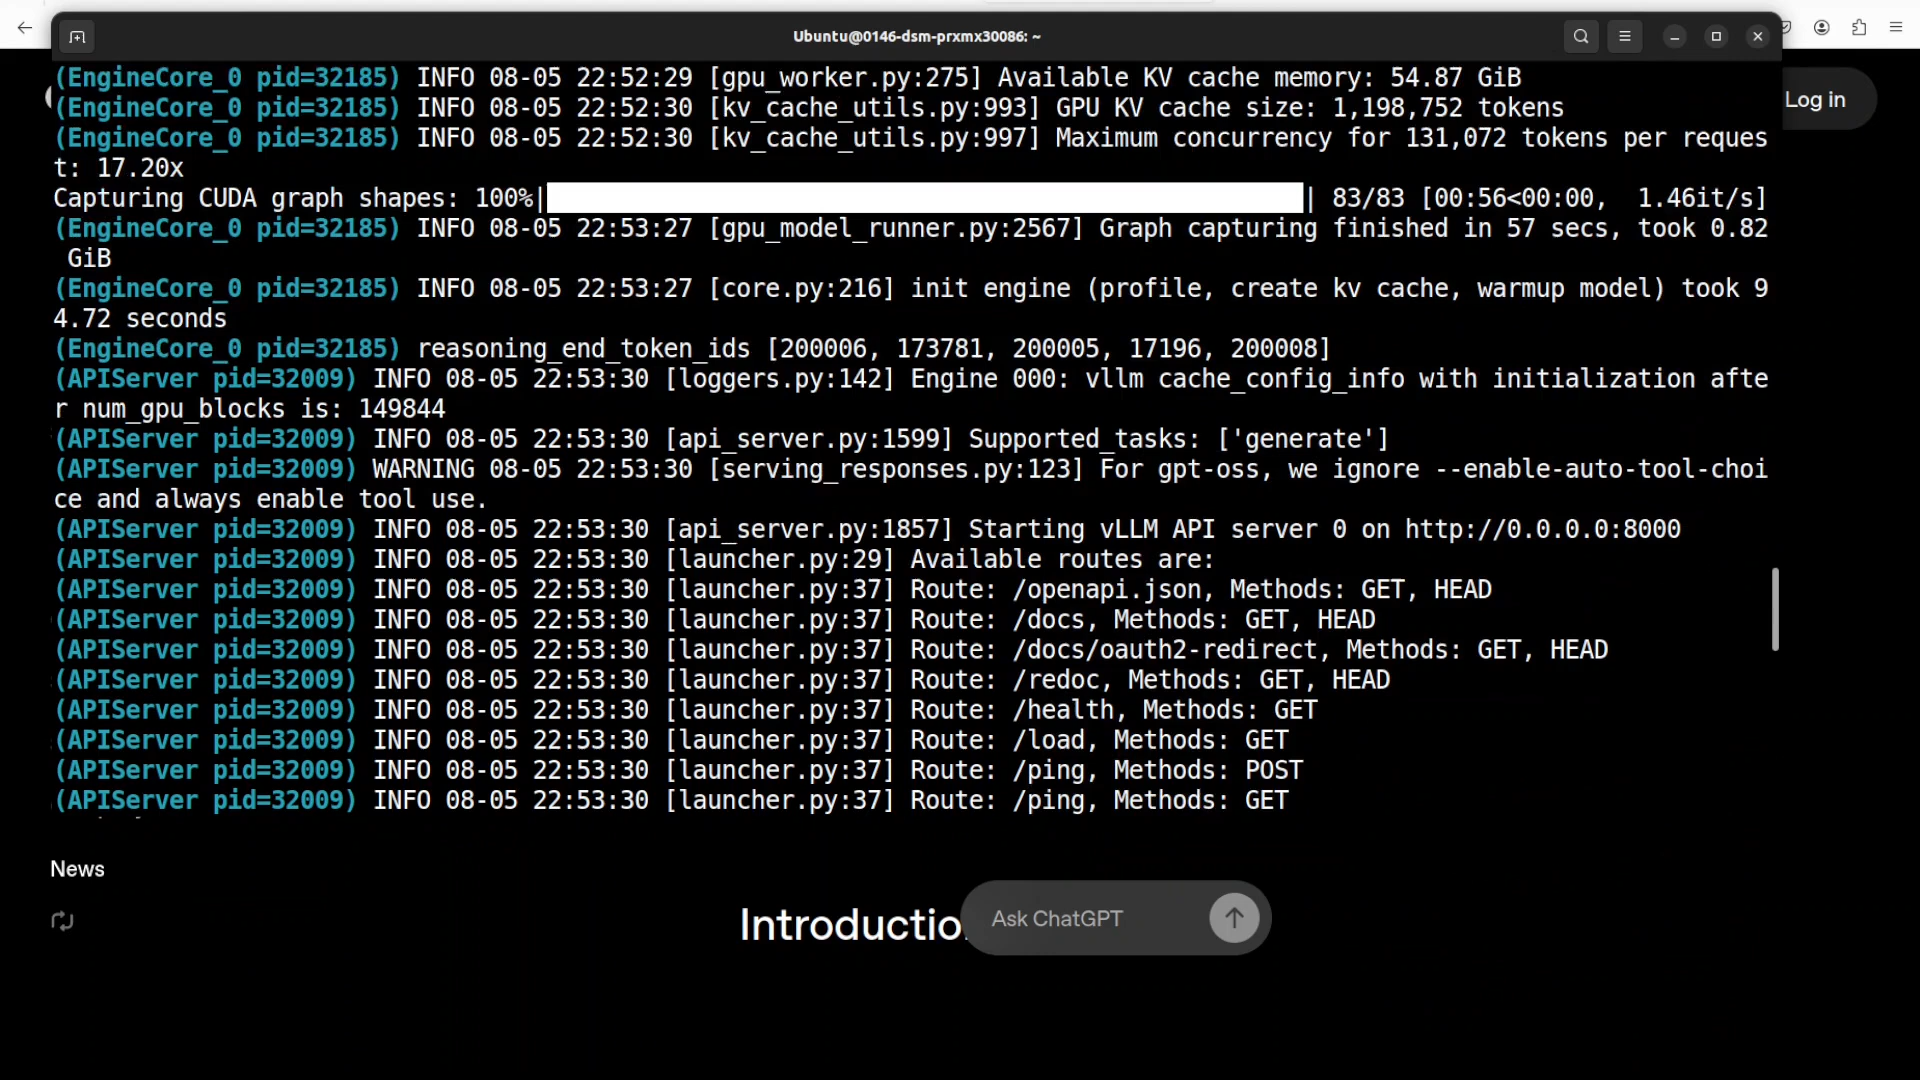 Ubuntu@0146-dsm-prxmx30086: ~
(EngineCore_0 pid=32185) INFO 08-05 22:52:29 [gpu_worker.py:275] Available KV cache memory: 54.87 GiB
(EngineCore_0 pid=32185) INFO 08-05 22:52:30 [kv_cache_utils.py:993] GPU KV cache size: 1,198,752 tokens
(EngineCore_0 pid=32185) INFO 08-05 22:52:30 [kv_cache_utils.py:997] Maximum concurrency for 131,072 tokens per reques
t: 17.20x
Capturing CUDA graph shapes: 100%| | 83/83 [00:56<00:00, 1.46it/s]
(EngineCore_0 pid=32185) INFO 08-05 22:53:27 [gpu_model_runner.py:2567] Graph capturing finished in 57 secs, took 0.82
GiB
(EngineCore_0 pid=32185) INFO 08-05 22:53:27 [core.py:216] init engine (profile, create kv cache, warmup model) took 9
4.72 seconds
(EngineCore_0 pid=32185) reasoning_end_token_ids [200006, 173781, 200005, 17196, 200008]
(APIServer pid=32009) INFO 08-05 22:53:30 [loggers.py:142] Engine 000: vllm cache_config_info with initialization afte
r num_gpu_blocks is: 149844
(APIServer pid=32009) INFO 08-05 22:53:30 [api_server.py:1599] Supported_tasks: ['generate']
(APIServer pid=32009) WARNING 08-05 22:53:30 [serving_responses.py:123] For gpt-oss, we ignore --enable-auto-tool-choi
ce and always enable tool use.
(APIServer pid=32009) INFO 08-05 22:53:30 [api_server.py:1857] Starting vLLM API server 0 on http://0.0.0.0:8000
(APIServer pid=32009) INFO 08-05 22:53:30 [launcher.py:29] Available routes are:
(APIServer pid=32009) INFO 08-05 22:53:30 [launcher.py:37] Route: /openapi.json, Methods: GET, HEAD
(APIServer pid=32009) INFO 08-05 22:53:30 [launcher.py:37] Route: /docs, Methods: GET, HEAD
(APIServer pid=32009) INFO 08-05 22:53:30 [launcher.py:37] Route: /docs/oauth2-redirect, Methods: GET, HEAD
(APIServer pid=32009) INFO 08-05 22:53:30 [launcher.py:37] Route: /redoc, Methods: GET, HEAD
(APIServer pid=32009) INFO 08-05 22:53:30 [launcher.py:37] Route: /health, Methods: GET
(APIServer pid=32009) INFO 08-05 22:53:30 [launcher.py:37] Route: /load, Methods: GET
(APIServer pid=32009) INFO 08-05 22:53:30 [launcher.py:37] Route: /ping, Methods: POST
(APIServer pid=32009) INFO 08-05 22:53:30 [launcher.py:37] Route: /ping, Methods: GET
Log in
News
Introductio
Ask ChatGPT